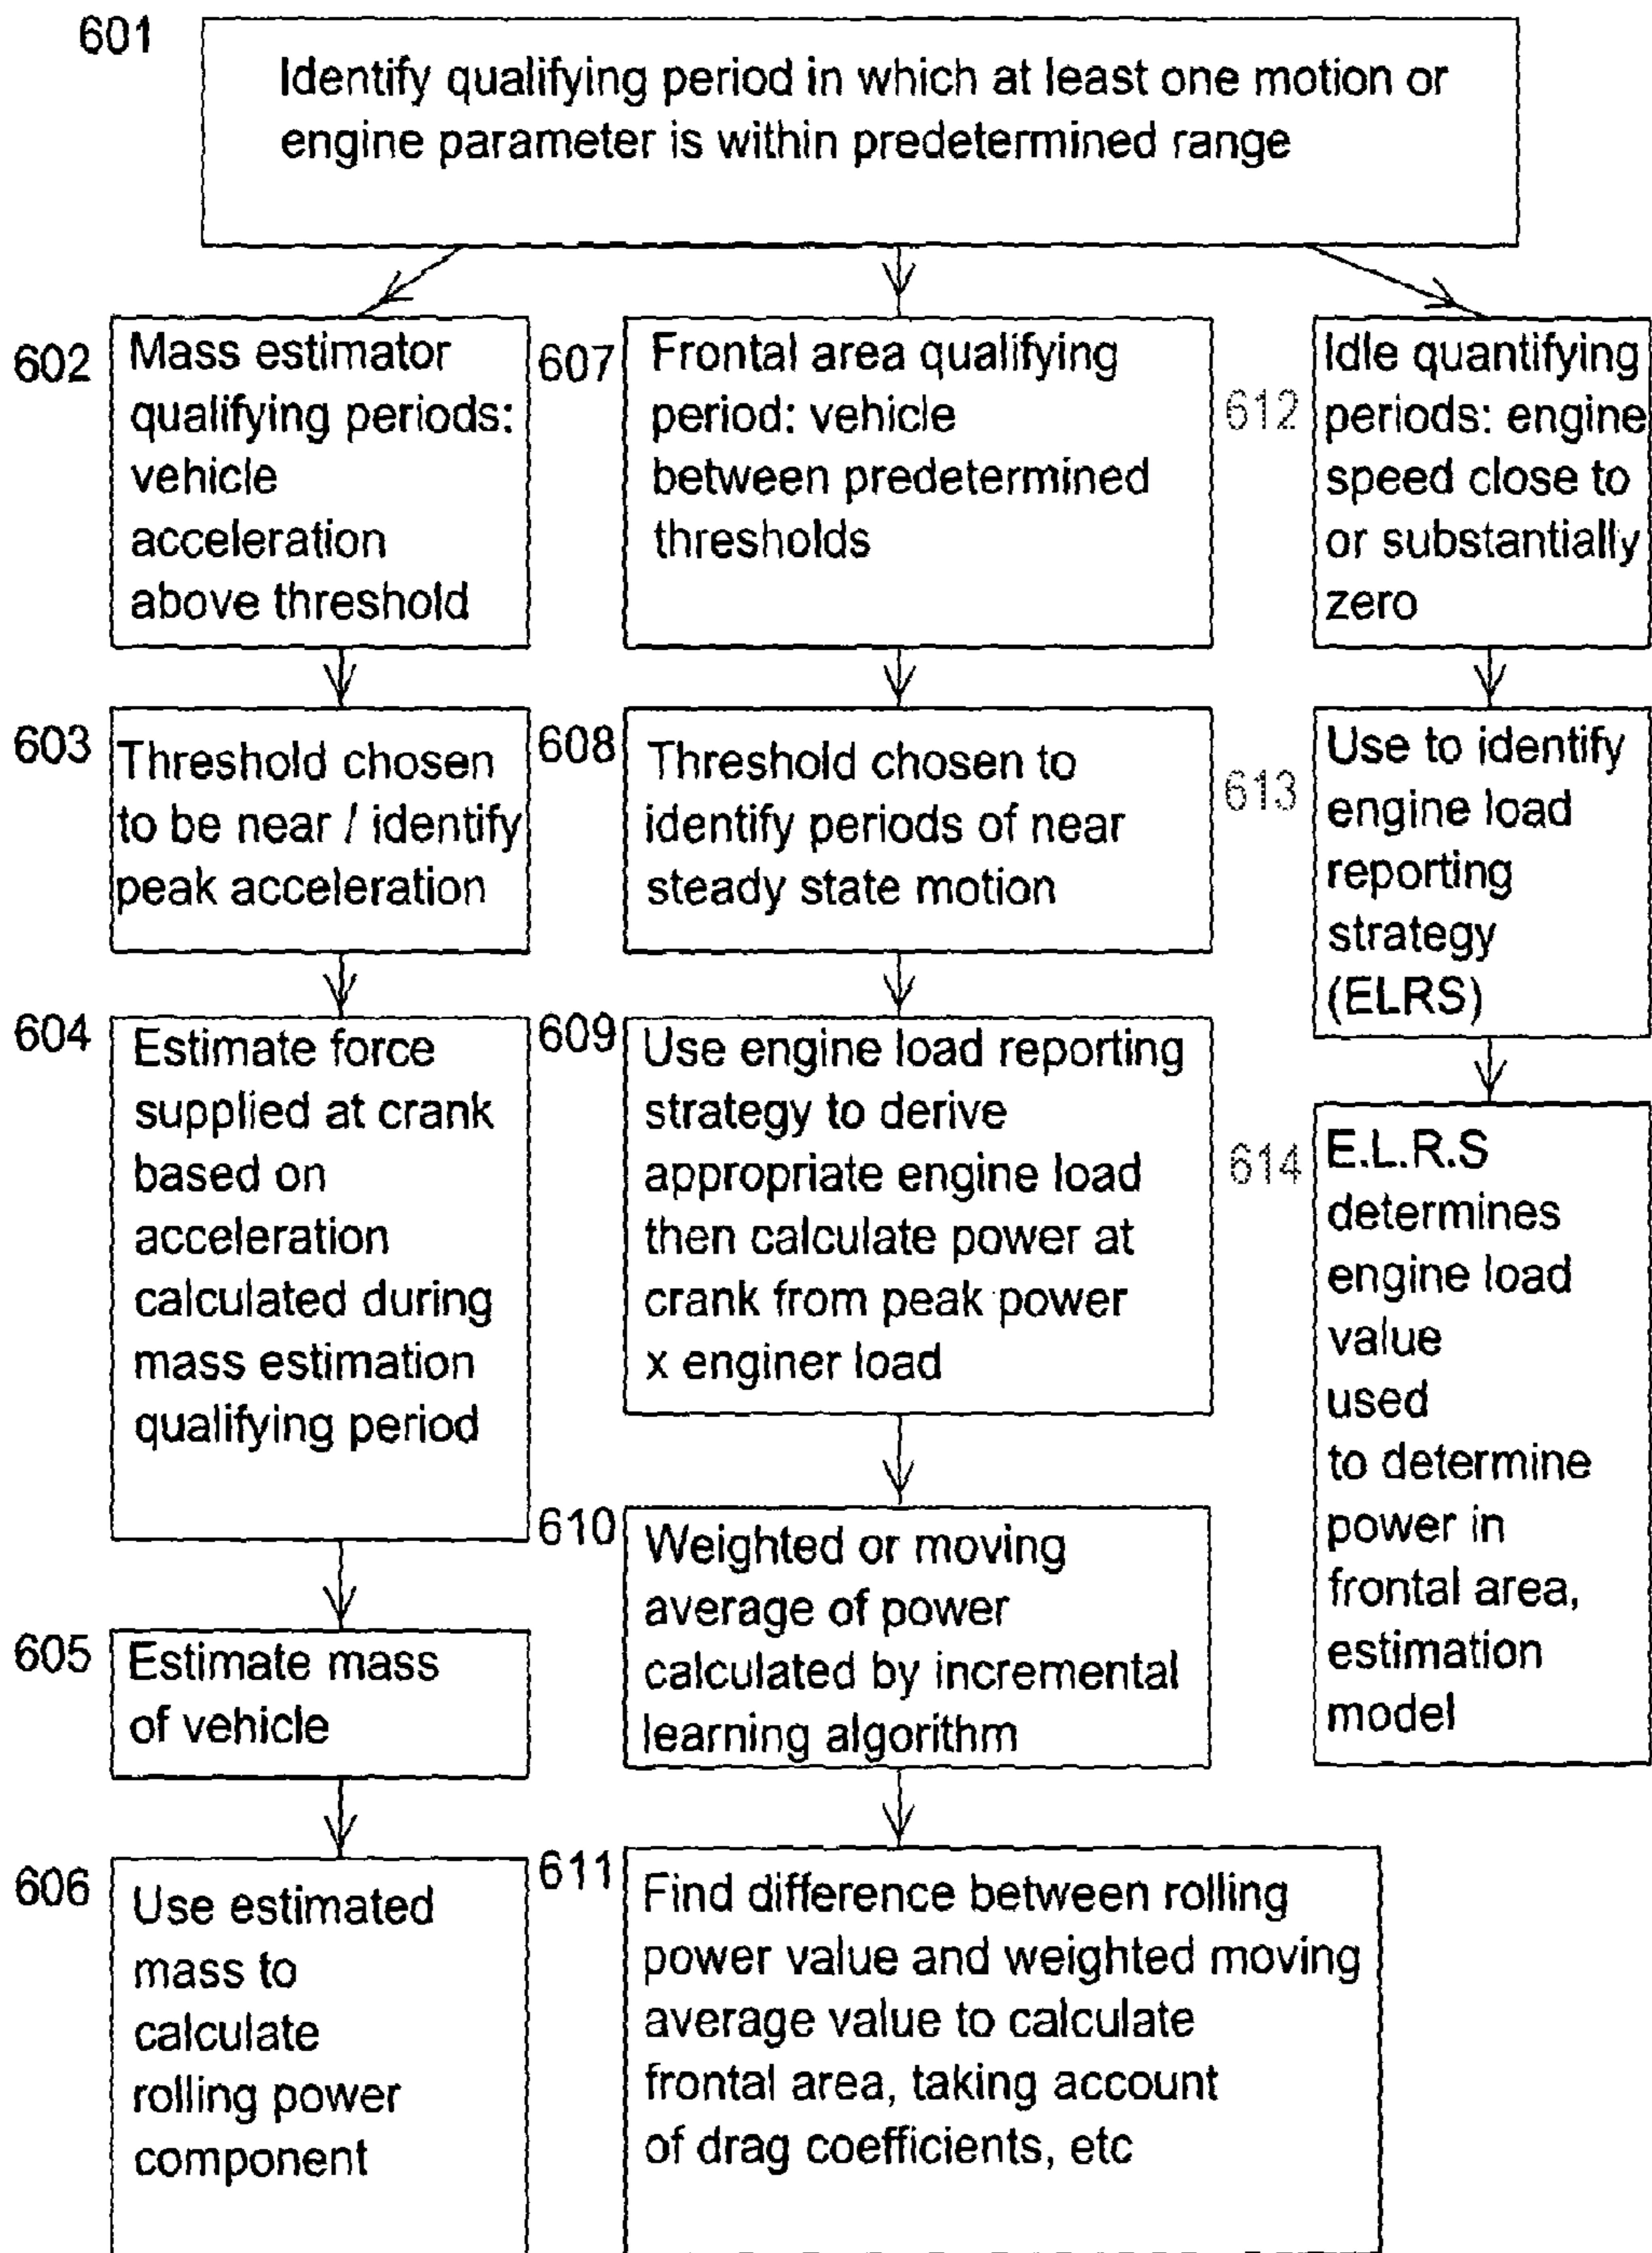 601
Identify qualifying period in which at least one motion or
engine parameter is within predetermined range
602
Mass estimator
qualifying periods:
vehicle
acceleration
above threshold
603
Threshold chosen
to be near / identify
peak acceleration
604
Estimate force
supplied at crank
based on
acceleration
calculated during
mass estimation
qualifying period
605
Estimate mass
of vehicle
606
Use estimated
mass to
calculate
rolling power
component
607
Frontal area qualifying
period: vehicle
between predetermined
thresholds
608
Threshold chosen to
identify periods of near
steady state motion
609
Use engine load reporting
strategy to derive
appropriate engine load
then calculate power at
crank from peak power
x enginer load
610
Weighted or moving
average of power
calculated by incremental
learning algorithm
611
Find difference between rolling
power value and weighted moving
average value to calculate
frontal area, taking account
of drag coefficients, etc
612
Idle quantifying
periods: engine
speed close to
or substantially
zero
613
Use to identify
engine load
reporting
strategy
(ELRS)
614
E.L.R.S
determines
engine load
value
used
to determine
power in
frontal area,
estimation
model